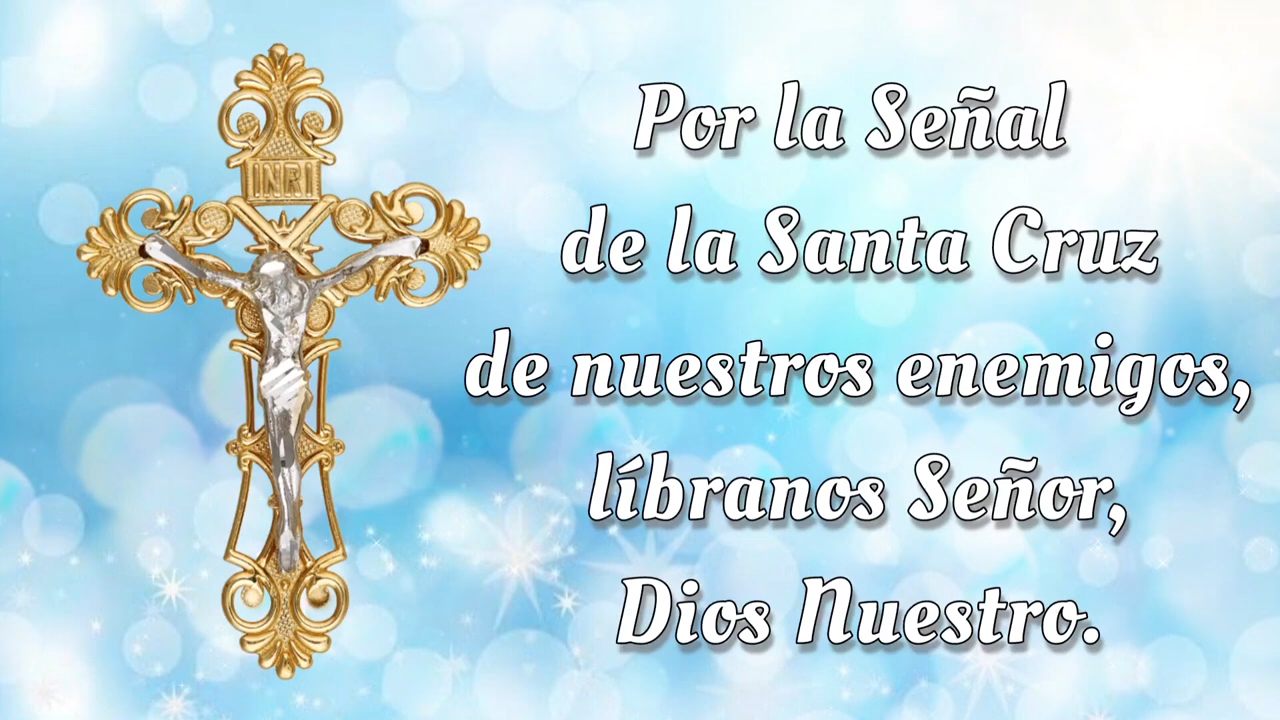 INRI
Por la Señal
de la Santa Cruz
de nuestros enemigos,
líbranos Señor,
Dios Nuestro.